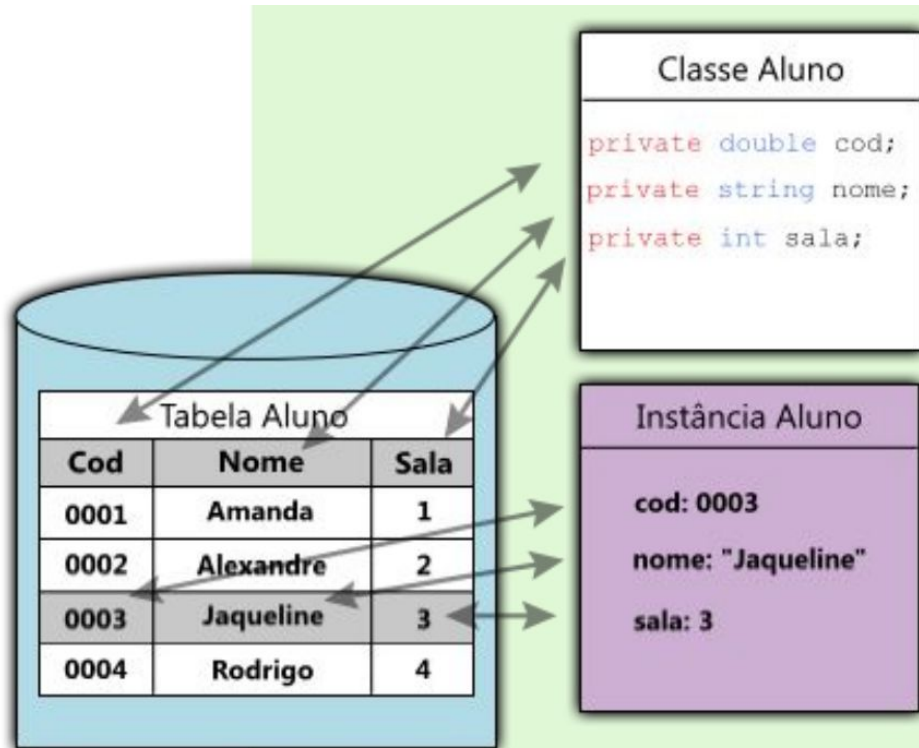 Classe Aluno
private double cod;
private string nome;
private int sala;
Tabela Aluno
Cod Nome Sala
0001 Amanda 1
0002 Alexandre 2
0003 Jaqueline 3
0004 Rodrigo 4
Instância Aluno
cod: 0003
nome: "Jaqueline"
sala: 3